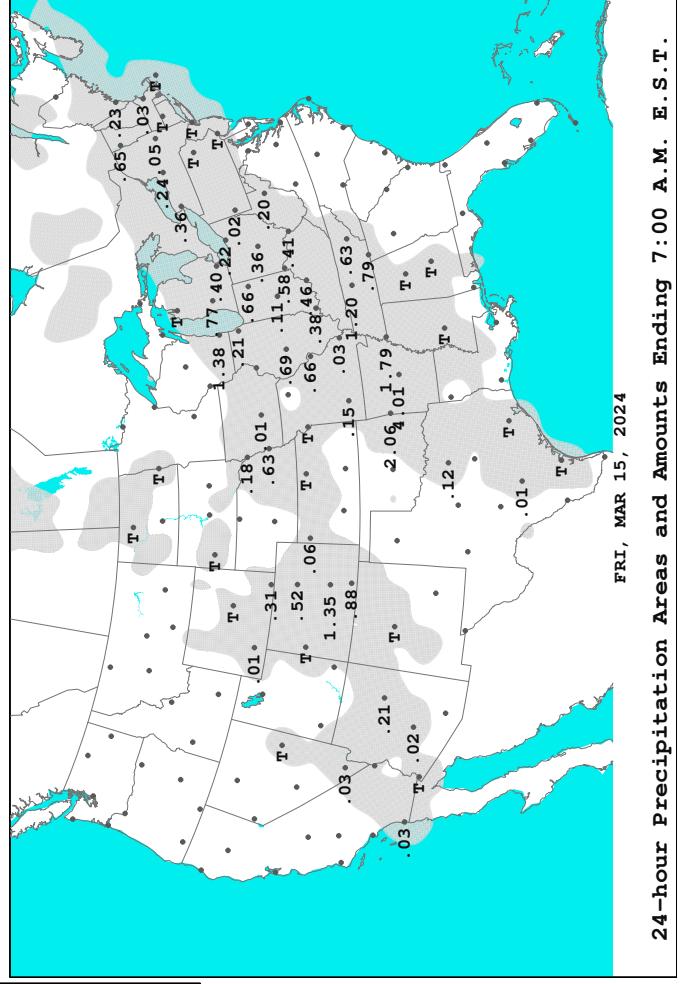 .23
.65
T
.03
.05
T
T
.24
T
T
.36
T
T
.77
T
.40
T
1.38
.22
T
.02
.21
.18
.66
.01
.36
.01
.20
.63
.31
.11
T
.58
.69
.41
.52
T
T
.46
T
.06
.66
.38
1.35
.03
.03
.63
.15
.88
1.20
.79
.21
1.79
2.06
T
4.01
.03
T
.02
T
T
T
.12
T
.01
T
FRI, MAR 15, 2024
24-hour Precipitation Areas and Amounts Ending 7:00 A.M. E.S.T.